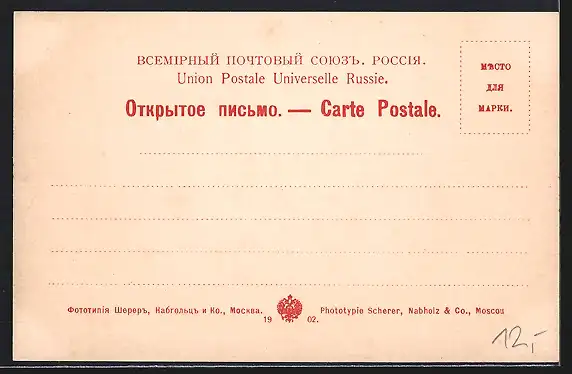 ВСЕМІРНЫЙ ПОЧТОВЫЙ СОЮЗЪ. РОССІЯ.
Union Postale Universelle Russie.
Открытое письмо. — Carte Postale.
МѢСТО
ДЛЯ
МАРКИ.
Фототипія Шереръ, Набгольцъ и Ко., Москва.
Phototypie Scherer, Nabholz & Co., Moscou
19 02.
12,-